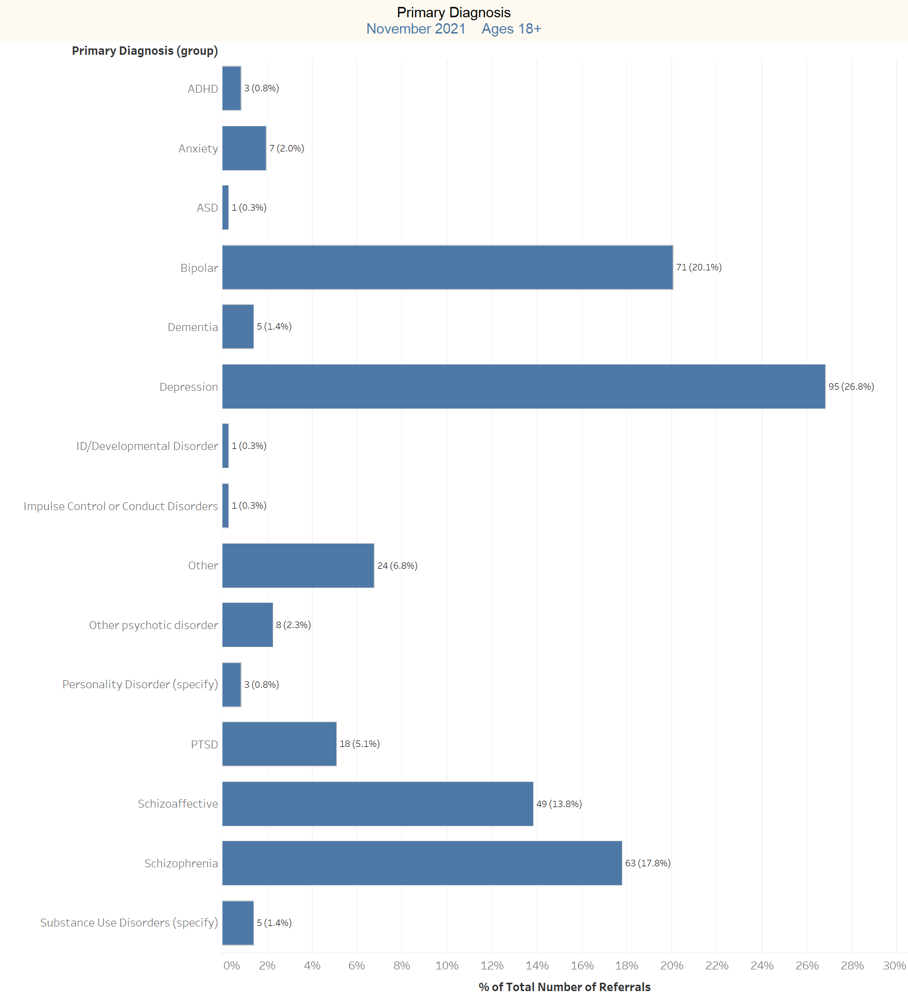 Primary Diagnosis
November 2021 Ages 18+
Primary Diagnosis (group)
ADHD 3 (0.8%)
Anxiety 7 (2.0%)
ASD 1 (0.3%)
Bipolar 71 (20.1%)
Dementia 5 (1.4%)
Depression 95 (26.8%)
ID/Developmental Disorder 1 (0.3%)
Impulse Control or Conduct Disorders 1 (0.3%)
Other 24 (6.8%)
Other psychotic disorder 8 (2.3%)
Personality Disorder (specify) 3 (0.8%)
PTSD 18 (5.1%)
Schizoaffective 49 (13.8%)
Schizophrenia 63 (17.8%)
Substance Use Disorders (specify) 5 (1.4%)
0% 2% 4% 6% 8% 10% 12% 14% 16% 18% 20% 22% 24% 26% 28% 30%
% of Total Number of Referrals